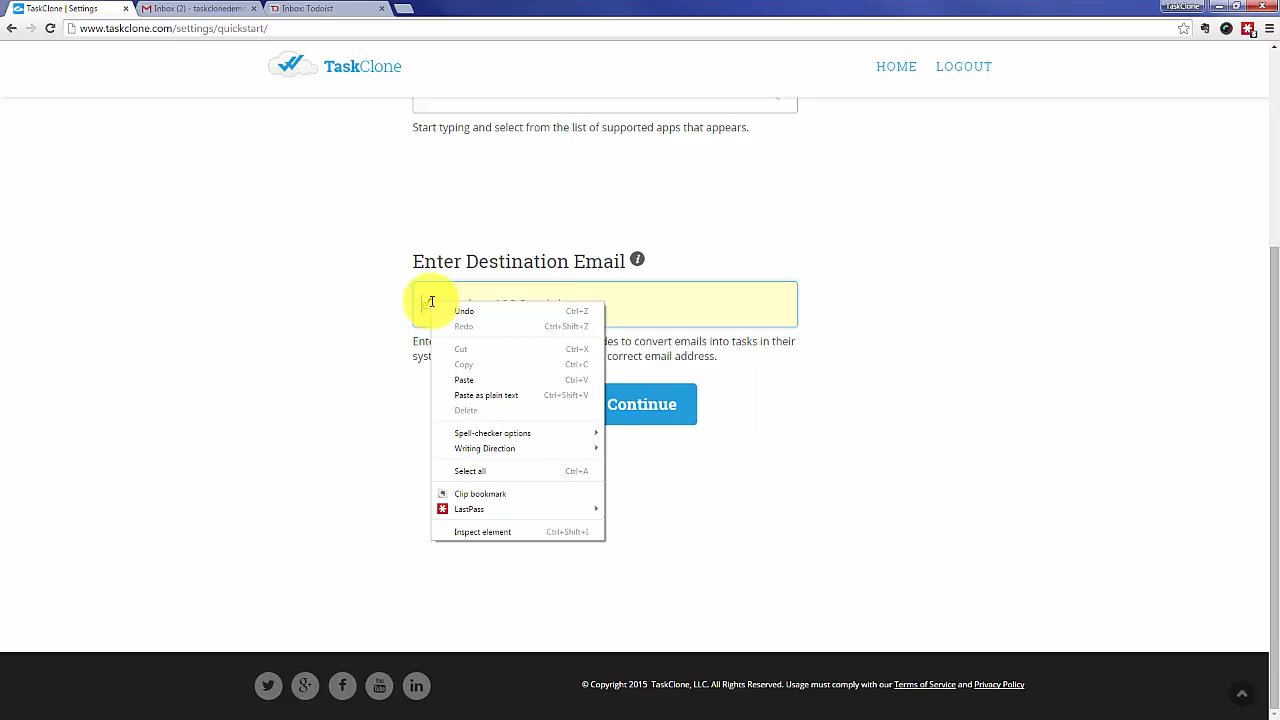 TaskClone | Settings
Inbox (2) - taskclonedemo
Inbox: Todoist
TaskClone
www.taskclone.com/settings/quickstart/
TaskClone
HOME
LOGOUT
Start typing and select from the list of supported apps that appears.
Enter Destination Email
Undo Ctrl+Z
Redo Ctrl+Shift+Z
Cut Ctrl+X
Copy Ctrl+C
Paste Ctrl+V
Paste as plain text Ctrl+Shift+V
Delete
Spell-checker options
Writing Direction
Select all Ctrl+A
Clip bookmark
LastPass
Inspect element Ctrl+Shift+I
to convert emails into tasks in their
correct email address.
Continue
© Copyright 2015 TaskClone, LLC. All Rights Reserved. Usage must comply with our Terms of Service and Privacy Policy